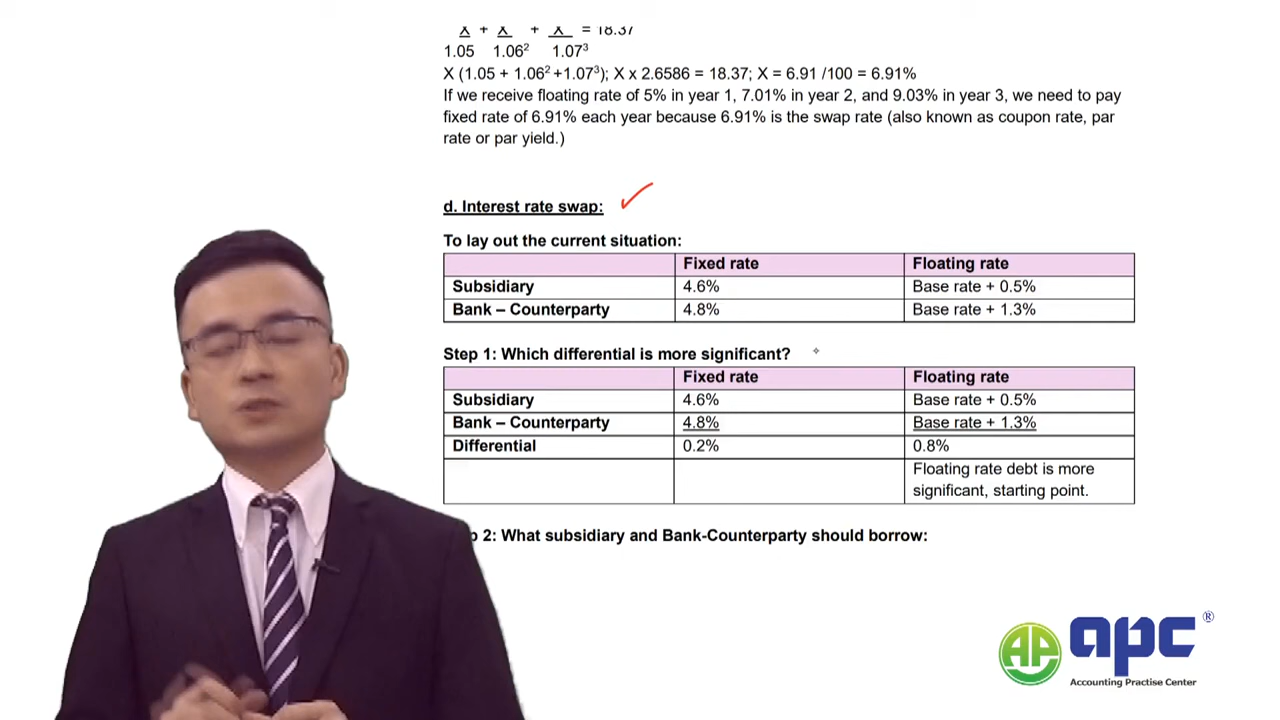 X + X + X = 18.37
1.05 1.06² 1.07³
X (1.05 + 1.06² +1.07³); X x 2.6586 = 18.37; X = 6.91 /100 = 6.91%
If we receive floating rate of 5% in year 1, 7.01% in year 2, and 9.03% in year 3, we need to pay
fixed rate of 6.91% each year because 6.91% is the swap rate (also known as coupon rate, par
rate or par yield.)
d. Interest rate swap:
To lay out the current situation:
Fixed rate Floating rate
Subsidiary 4.6% Base rate + 0.5%
Bank – Counterparty 4.8% Base rate + 1.3%
Step 1: Which differential is more significant?
Fixed rate Floating rate
Subsidiary 4.6% Base rate + 0.5%
Bank – Counterparty 4.8% Base rate + 1.3%
Differential 0.2% 0.8%
Floating rate debt is more
significant, starting point.
2: What subsidiary and Bank-Counterparty should borrow:
AP
apc®
Accounting Practise Center